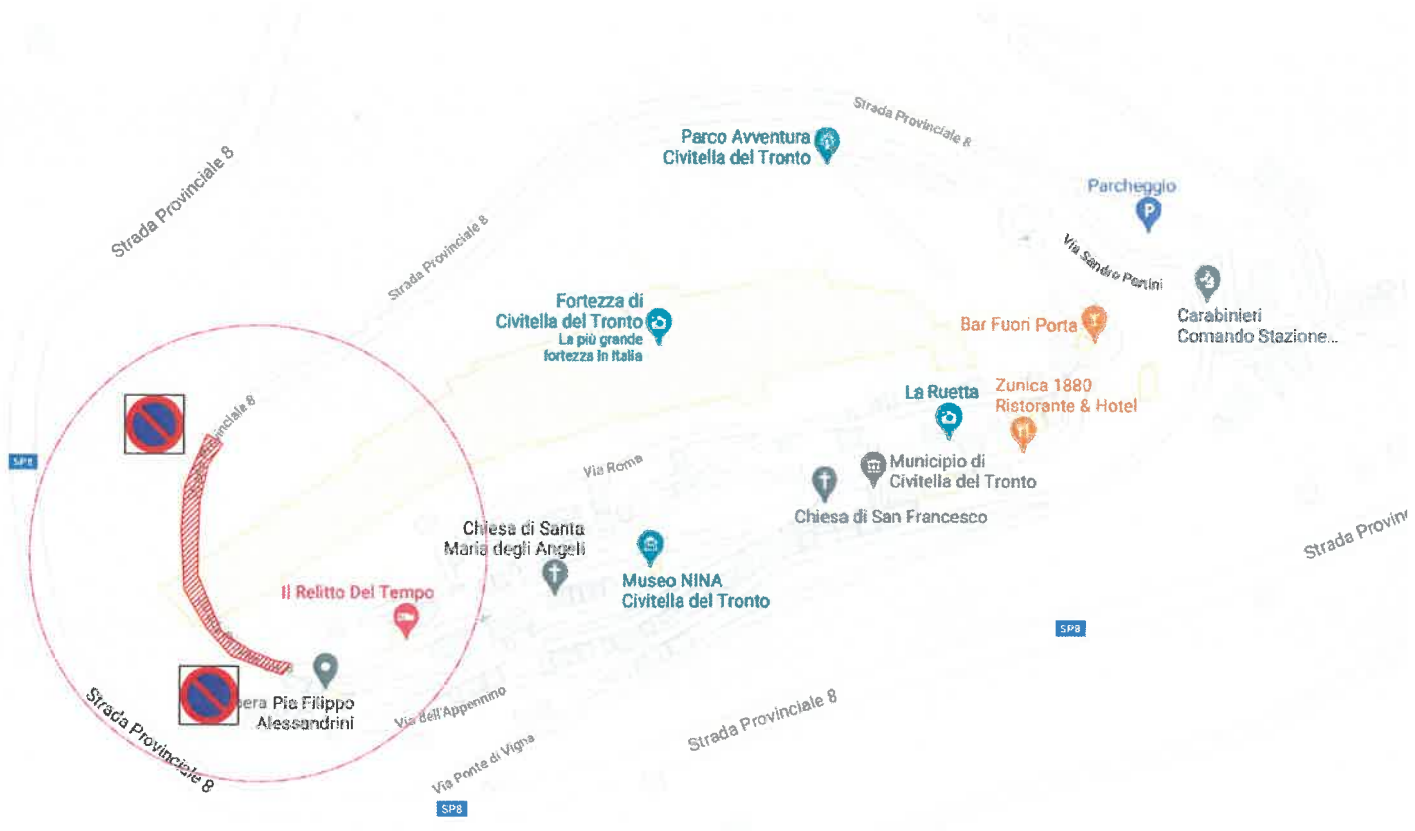 Strada Provinciale 8
Parco Avventura
Civitella del Tronto
Strada Provinciale 8
Parcheggio
P
Strada Provinciale 8
Via Sandro Pertini
Fortezza di
Civitella del Tronto
La più grande
fortezza in Italia
Bar Fuori Porta
Carabinieri
Comando Stazione...
La Ruetta
Zunica 1880
Ristorante & Hotel
inciale 8
SP8
Via Roma
Municipio di
Civitella del Tronto
Chiesa di San Francesco
Chiesa di Santa
Maria degli Angeli
Strada Provinc
Museo NINA
Civitella del Tronto
Il Relitto Del Tempo
SP8
pera Pia Filippo
Alessandrini
Strada Provinciale 8
Via dell'Appennino
Strada Provinciale 8
Via Ponte di Vigna
SP8